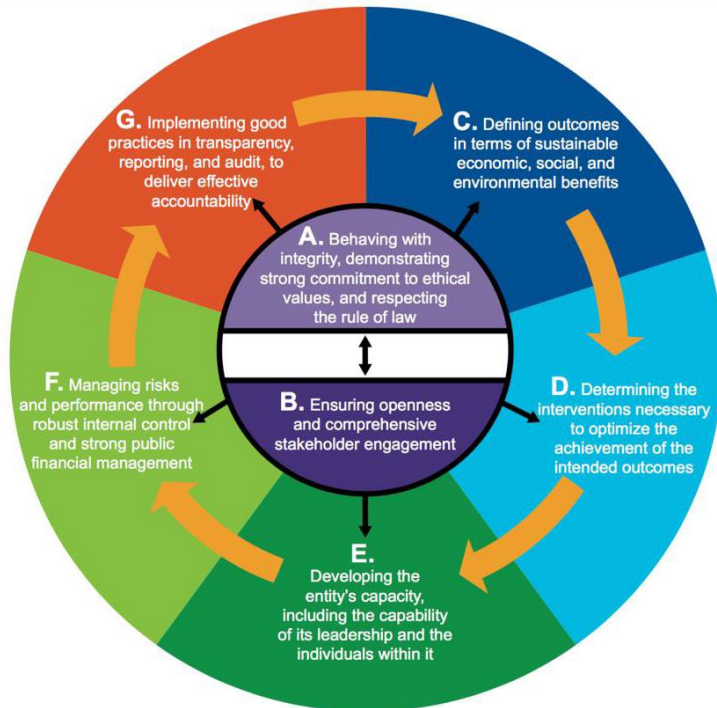 A. Behaving with
integrity, demonstrating
strong commitment to ethical
values, and respecting
the rule of law
B. Ensuring openness
and comprehensive
stakeholder engagement
C. Defining outcomes
in terms of sustainable
economic, social, and
environmental benefits
D. Determining the
interventions necessary
to optimize the
achievement of the
intended outcomes
E.
Developing the
entity's capacity,
including the capability
of its leadership and the
individuals within it
F. Managing risks
and performance through
robust internal control
and strong public
financial management
G. Implementing good
practices in transparency,
reporting, and audit, to
deliver effective
accountability